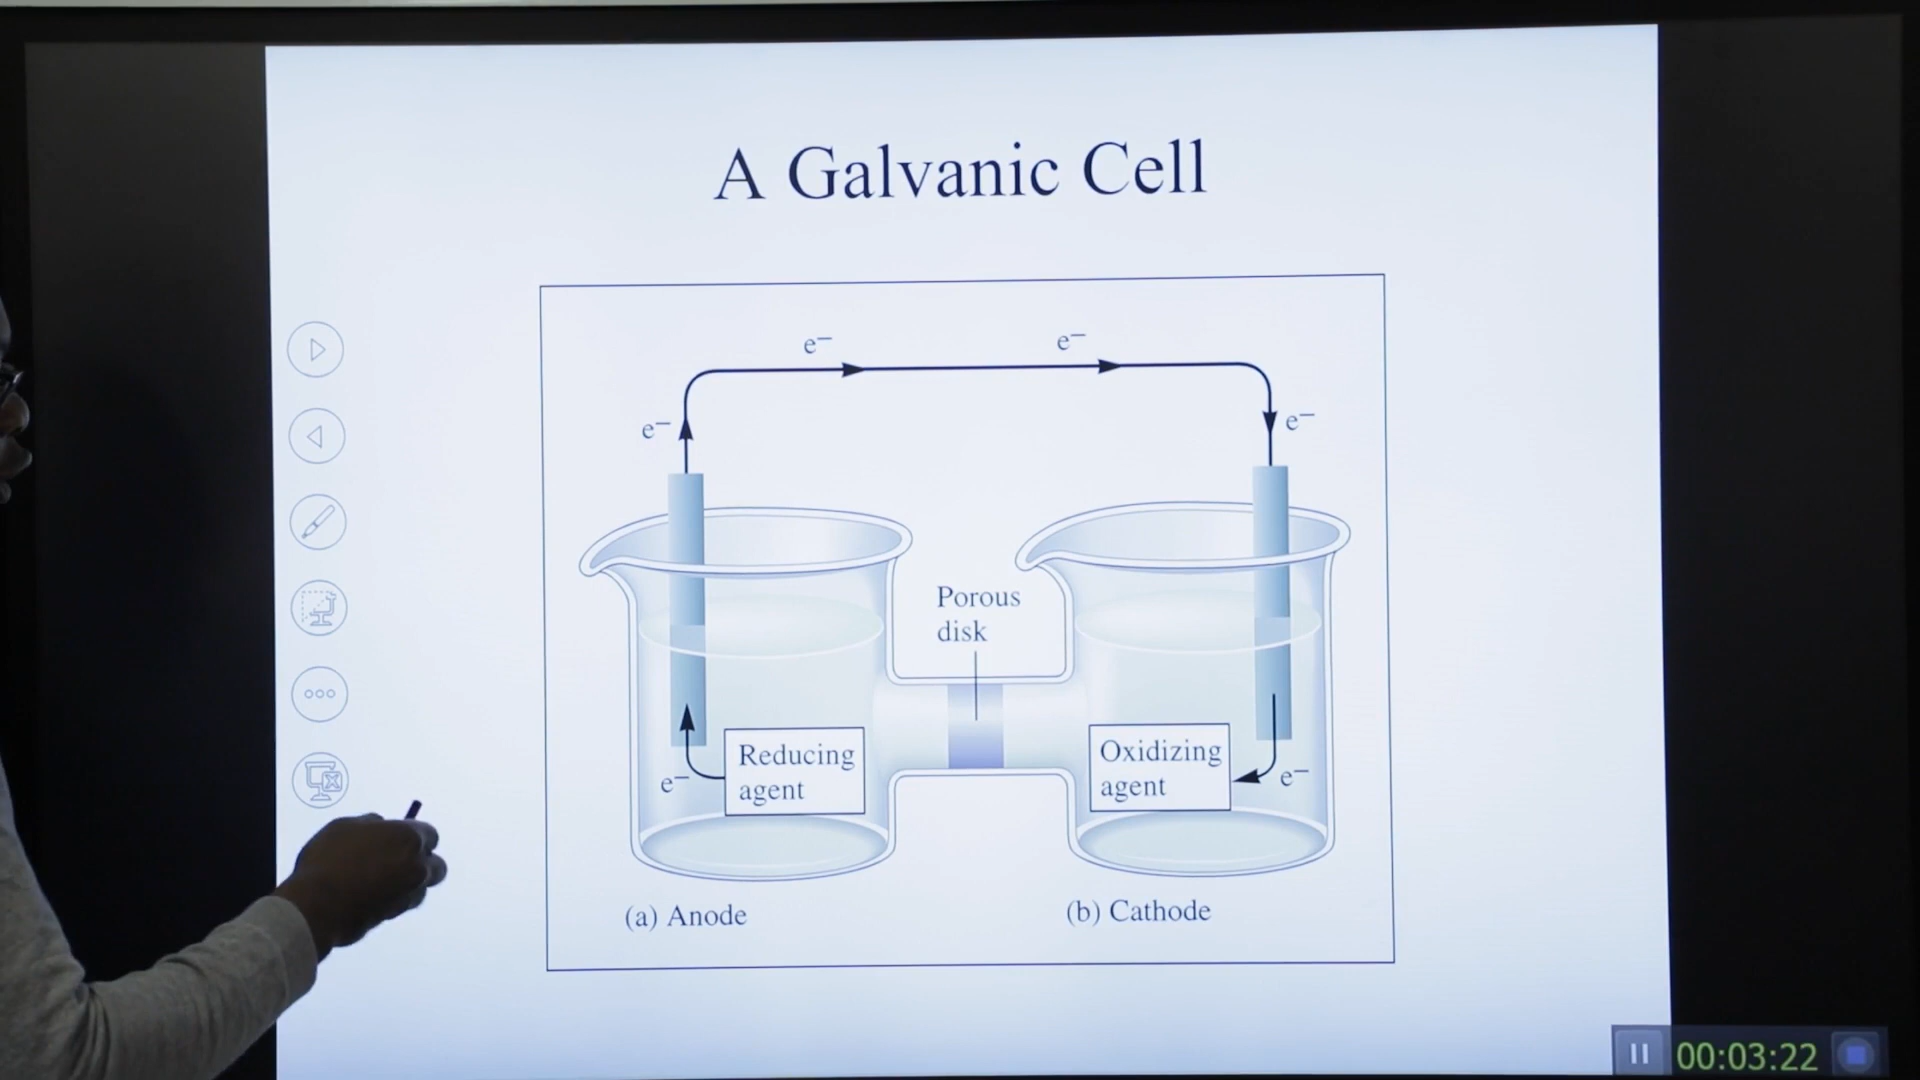 A Galvanic Cell
e⁻ e⁻
e⁻ e⁻
Porous
disk
Reducing
agent
e⁻
Oxidizing
agent
e⁻
(a) Anode
(b) Cathode
00:03:22